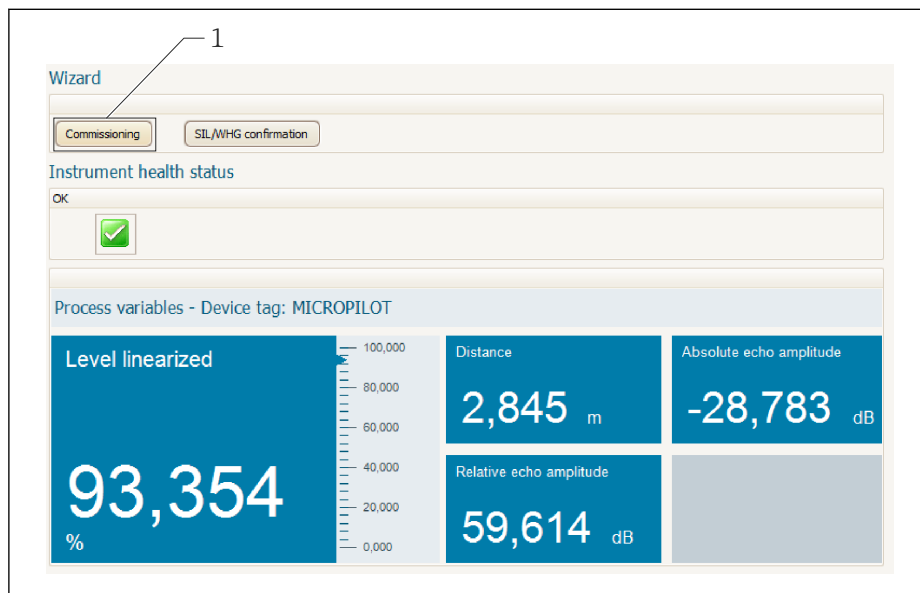 1
Wizard
Commissioning
SIL/WHG confirmation
Instrument health status
OK
Process variables - Device tag: MICROPILOT
Level linearized
93,354
%
100,000
80,000
60,000
40,000
20,000
0,000
Distance
2,845 m
Absolute echo amplitude
-28,783 dB
Relative echo amplitude
59,614 dB